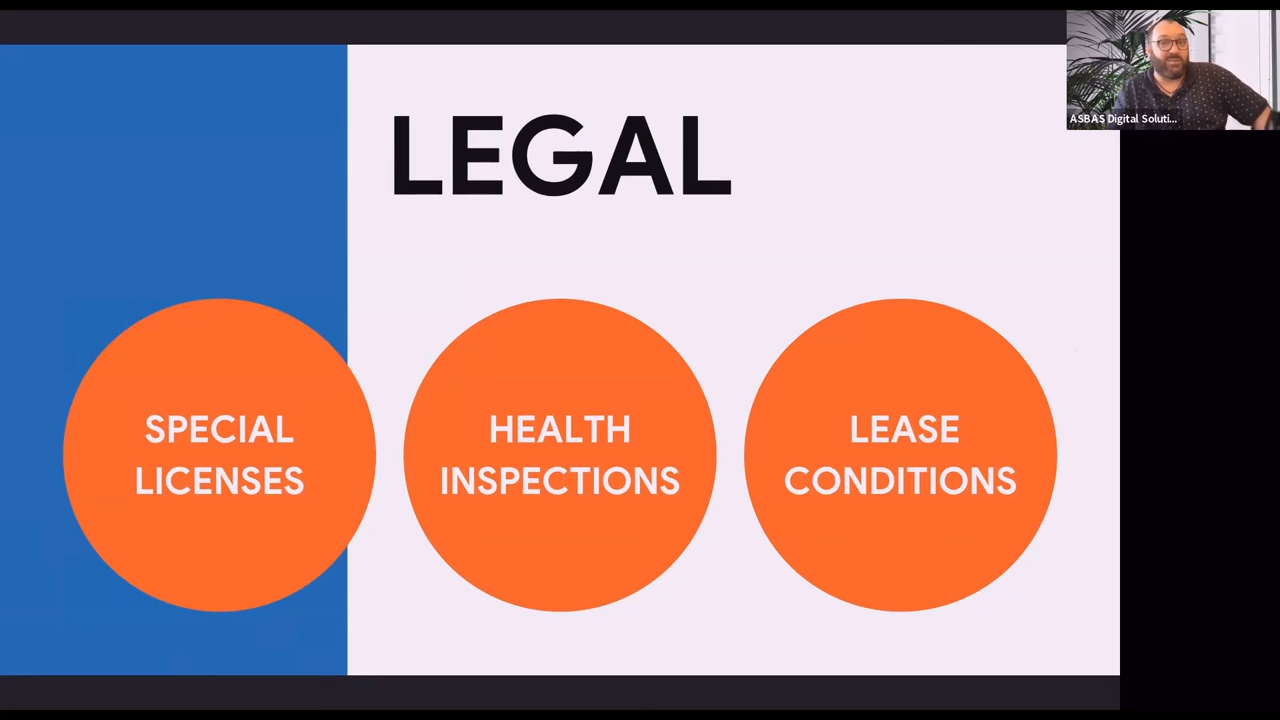 LEGAL
SPECIAL
LICENSES
HEALTH
INSPECTIONS
LEASE
CONDITIONS
ASBAS Digital Soluti...